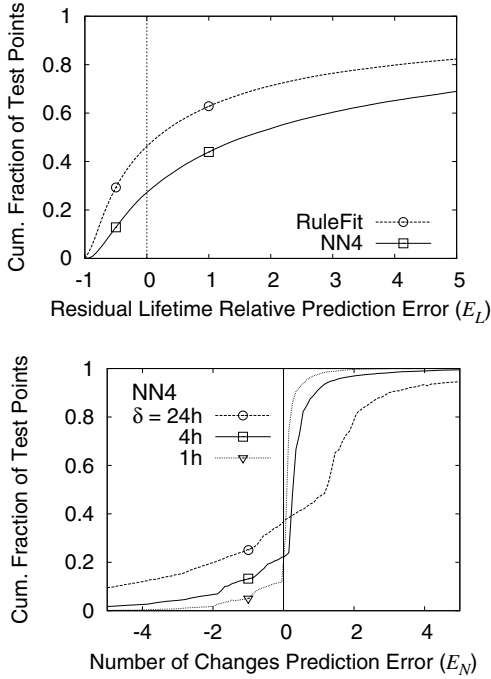 Cum. Fraction of Test Points
1
0.8
0.6
0.4
0.2
0
RuleFit
NN4
-1 0 1 2 3 4 5
Residual Lifetime Relative Prediction Error (E_L)
Cum. Fraction of Test Points
1
0.8
0.6
0.4
0.2
0
NN4
δ = 24h
4h
1h
-4 -2 0 2 4
Number of Changes Prediction Error (E_N)